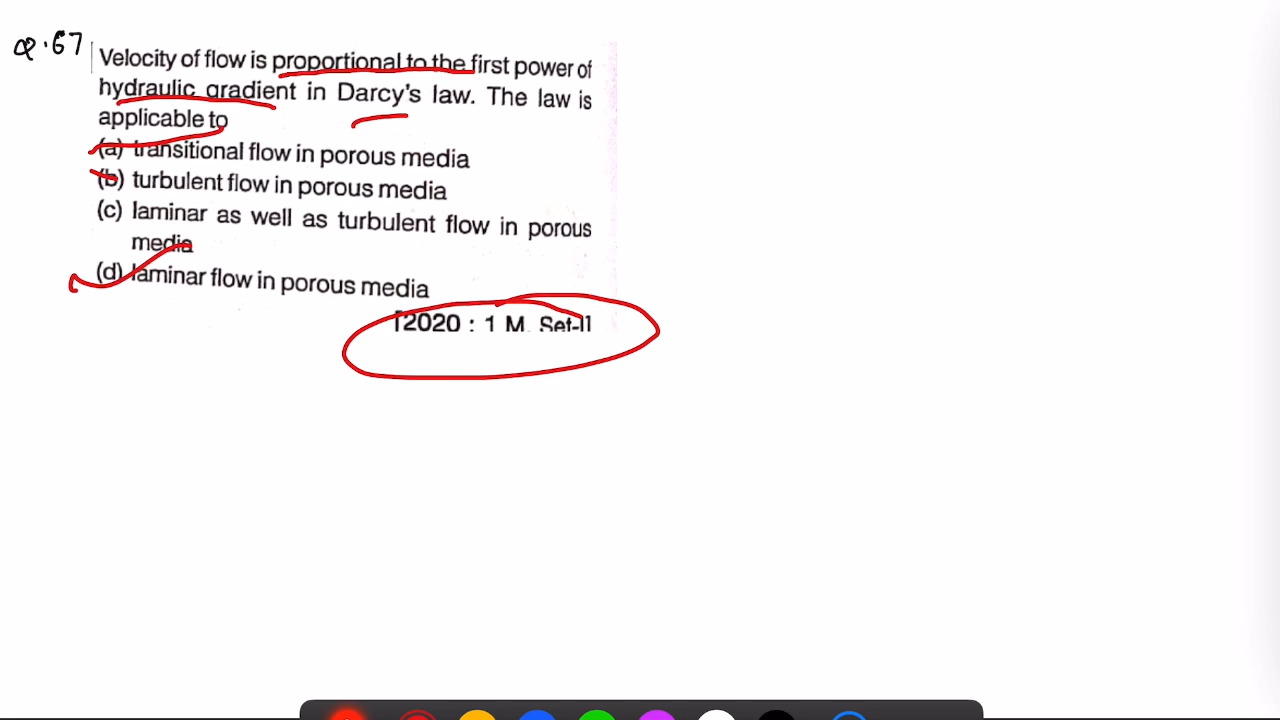 Q.67
Velocity of flow is proportional to the first power of
hydraulic gradient in Darcy's law. The law is
applicable to
(a) transitional flow in porous media
(b) turbulent flow in porous media
(c) laminar as well as turbulent flow in porous
media
(d) laminar flow in porous media
[2020 : 1 M, Set-I]